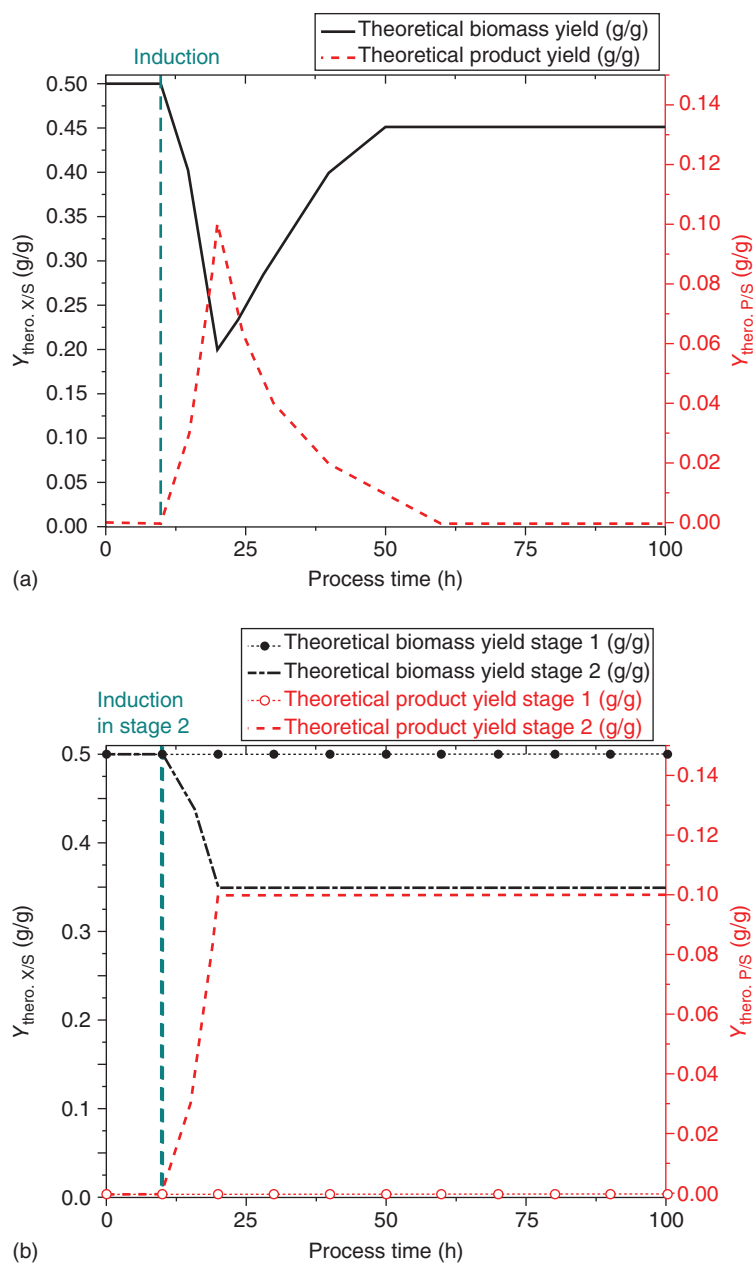 Theoretical biomass yield (g/g)
Theoretical product yield (g/g)
Induction
0.50
0.45
0.40
0.35
0.30
0.25
0.20
0.15
0.10
0.05
0.00
Y thero. X/S (g/g)
0.14
0.12
0.10
0.08
0.06
0.04
0.02
0.00
Y thero. P/S (g/g)
0 25 50 75 100
Process time (h)
(a)
Theoretical biomass yield stage 1 (g/g)
Theoretical biomass yield stage 2 (g/g)
Theoretical product yield stage 1 (g/g)
Theoretical product yield stage 2 (g/g)
Induction
in stage 2
0.5
0.4
0.3
0.2
0.1
0.0
Y thero. X/S (g/g)
0.14
0.12
0.10
0.08
0.06
0.04
0.02
0.00
Y thero. P/S (g/g)
0 25 50 75 100
Process time (h)
(b)